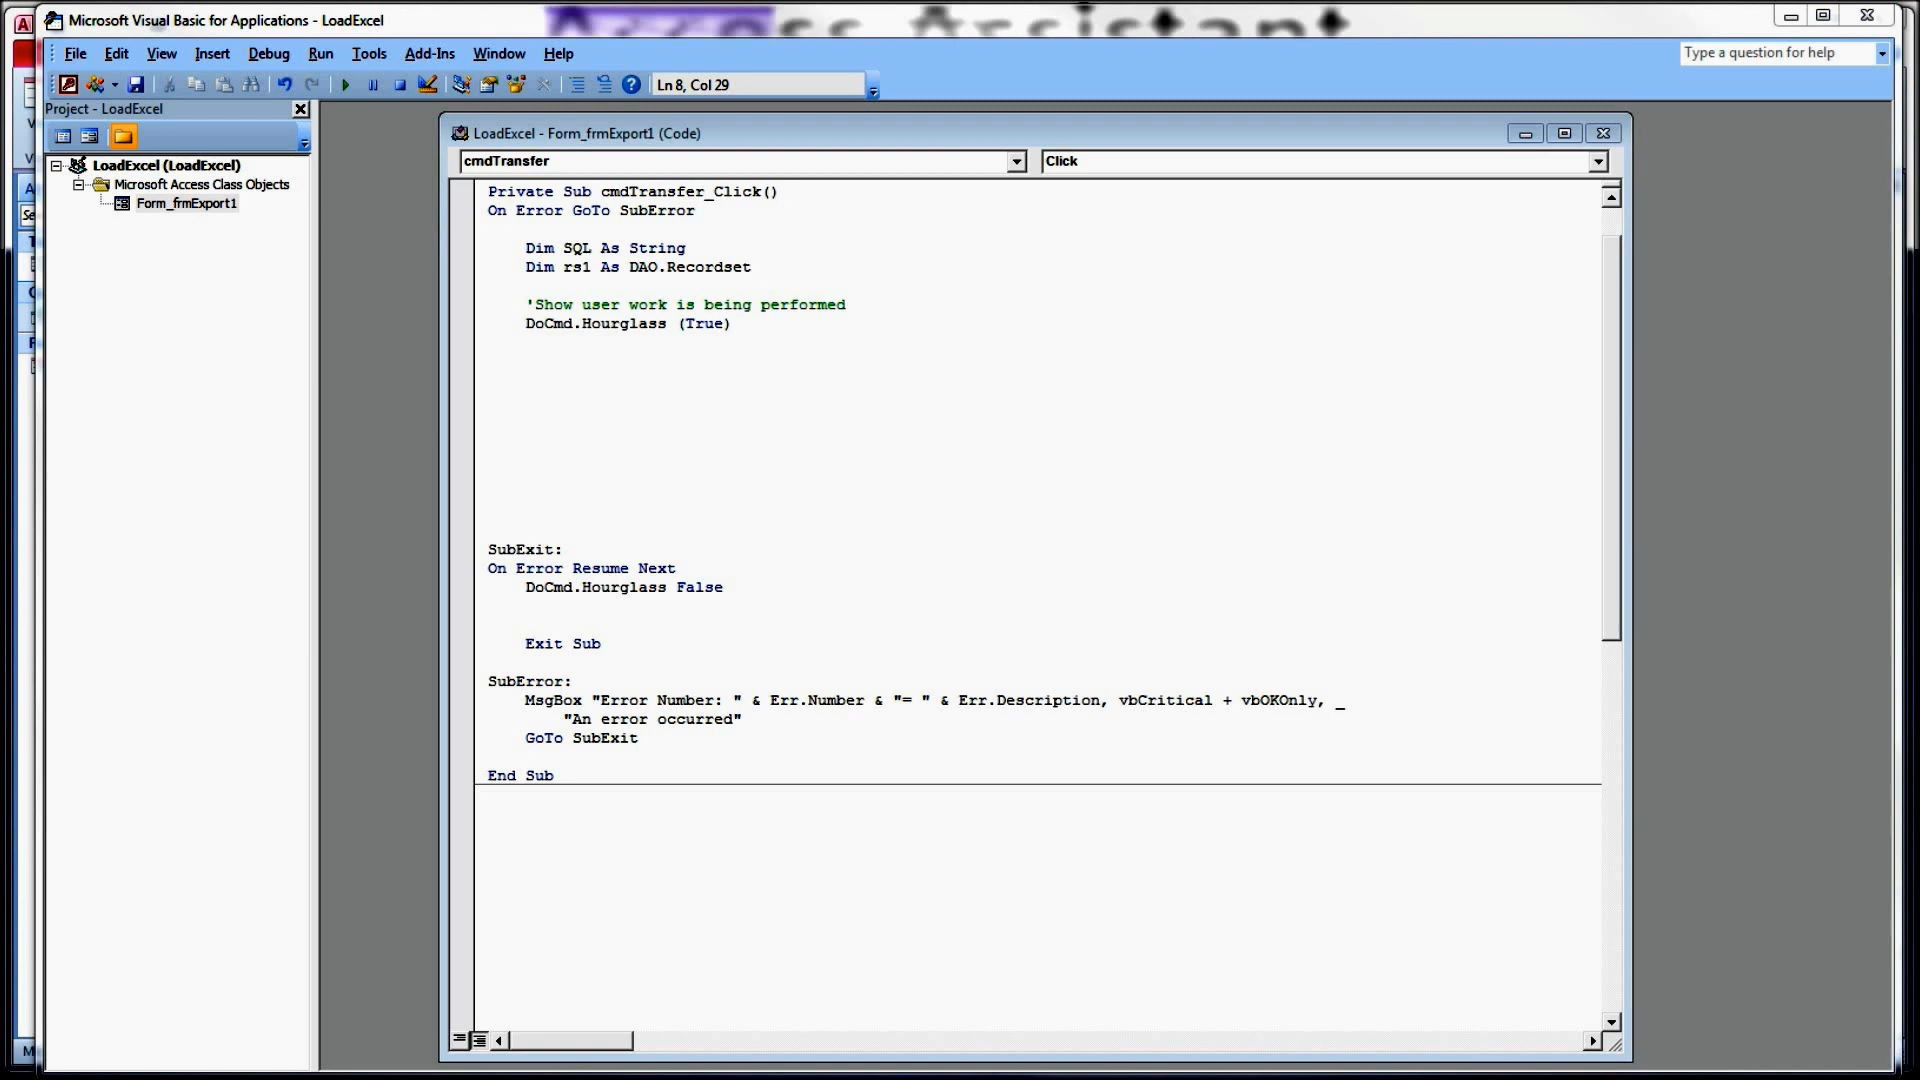 Microsoft Visual Basic for Applications - LoadExcel
Access Assistant
File Edit View Insert Debug Run Tools Add-Ins Window Help
Type a question for help
Ln 8, Col 29
Project - LoadExcel
LoadExcel (LoadExcel)
Microsoft Access Class Objects
Form_frmExport1
LoadExcel - Form_frmExport1 (Code)
cmdTransfer
Click
Private Sub cmdTransfer_Click()
On Error GoTo SubError
Dim SQL As String
Dim rs1 As DAO.Recordset
'Show user work is being performed
DoCmd.Hourglass (True)
SubExit:
On Error Resume Next
DoCmd.Hourglass False
Exit Sub
SubError:
MsgBox "Error Number: " & Err.Number & "= " & Err.Description, vbCritical + vbOKOnly, _
"An error occurred"
GoTo SubExit
End Sub